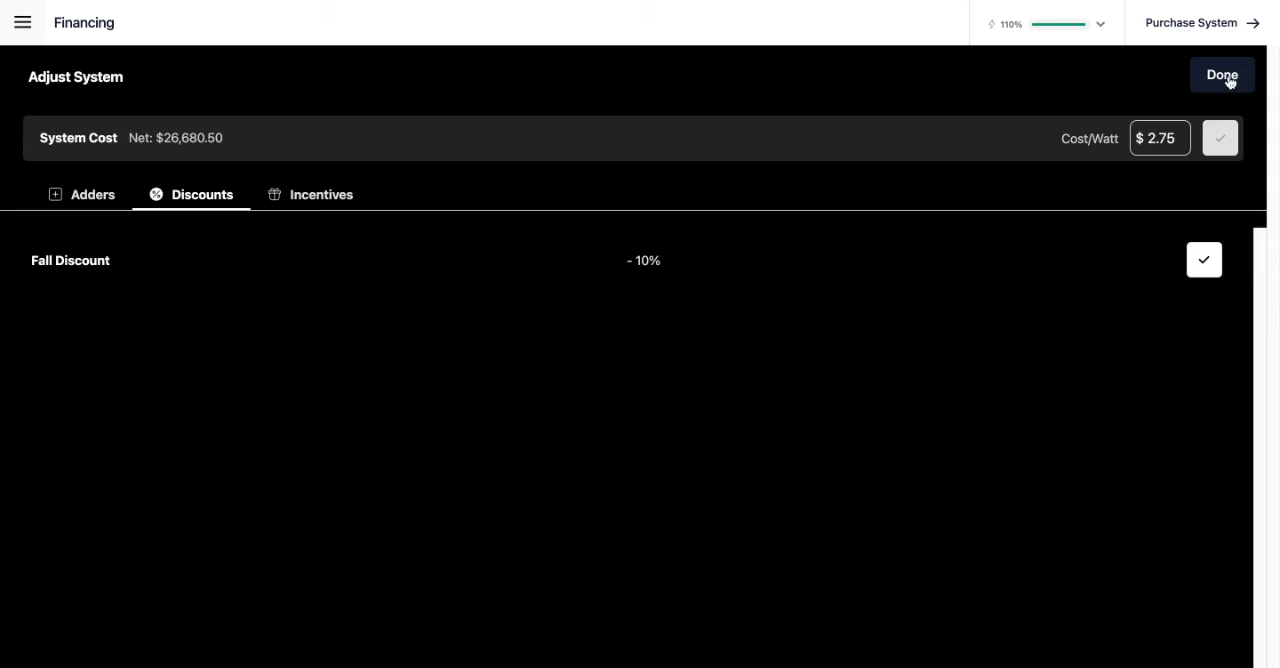 Financing
110%
Purchase System
Adjust System
Done
System Cost Net: $26,680.50
Cost/Watt $ 2.75
Adders Discounts Incentives
Fall Discount - 10%